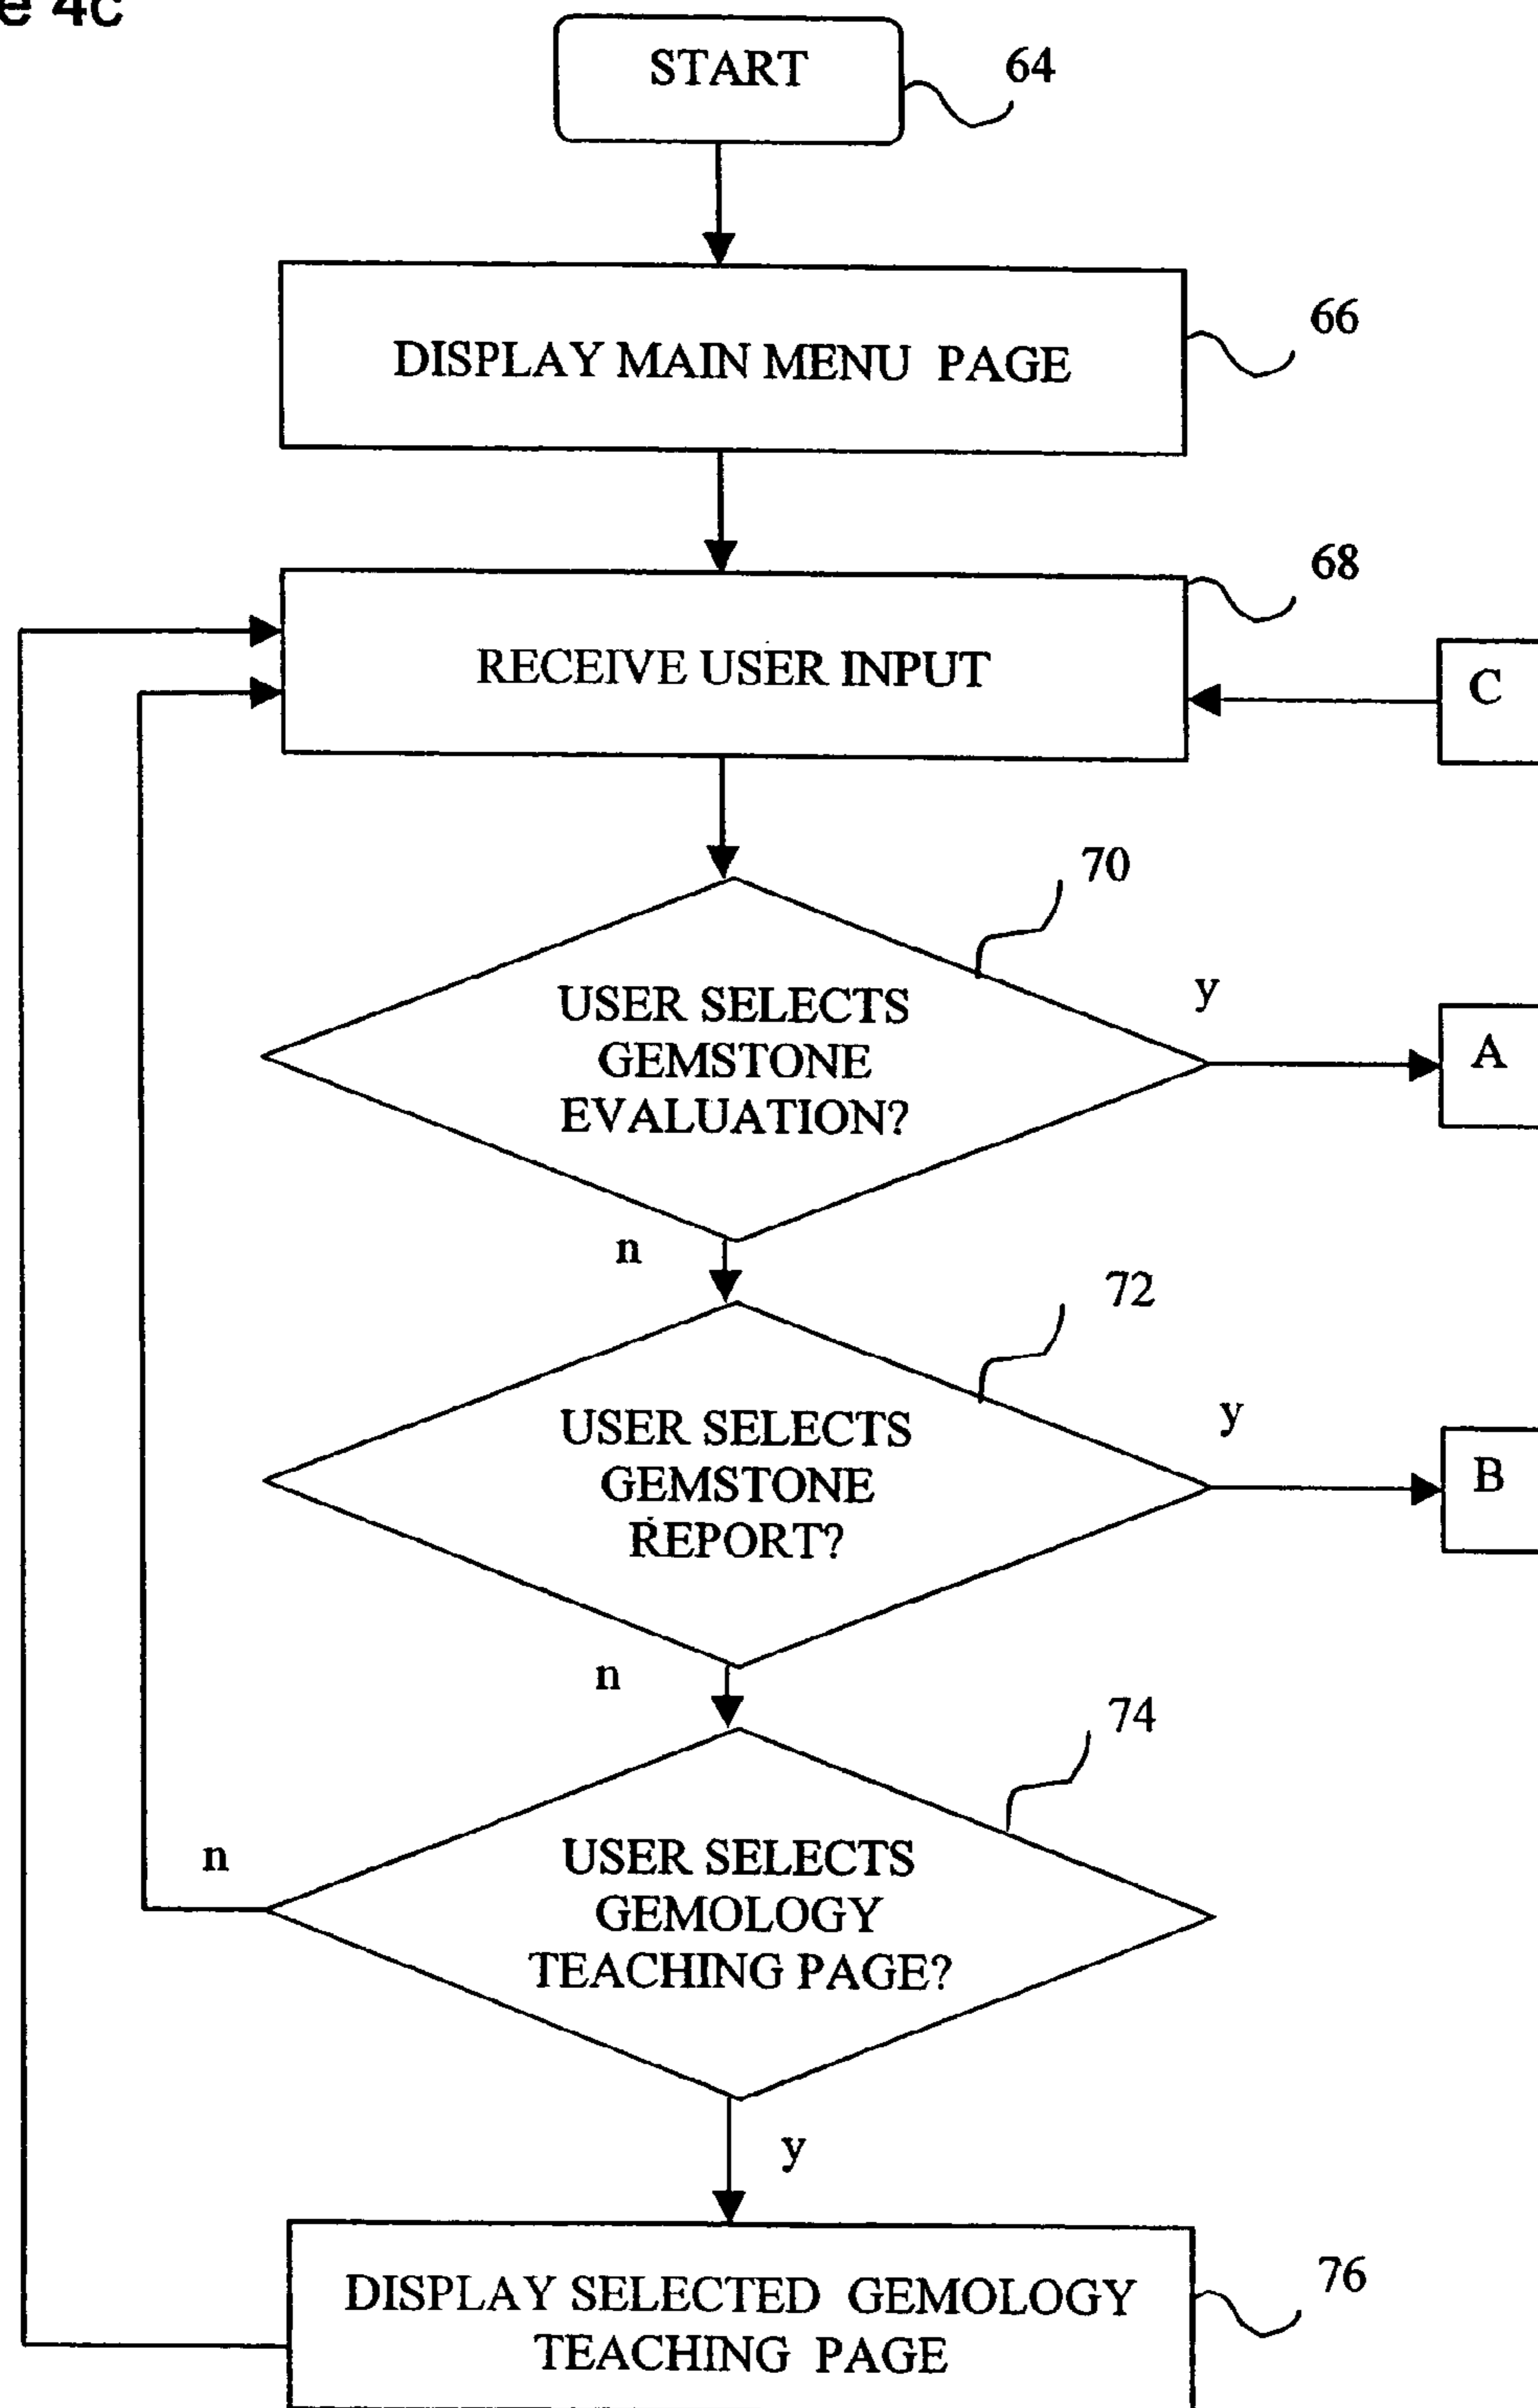 e 4c
START
64
DISPLAY MAIN MENU PAGE
66
68
RECEIVE USER INPUT
C
70
USER SELECTS
GEMSTONE
EVALUATION?
y
A
n
72
USER SELECTS
GEMSTONE
REPORT?
y
B
n
74
USER SELECTS
GEMOLOGY
TEACHING PAGE?
n
y
DISPLAY SELECTED GEMOLOGY
TEACHING PAGE
76